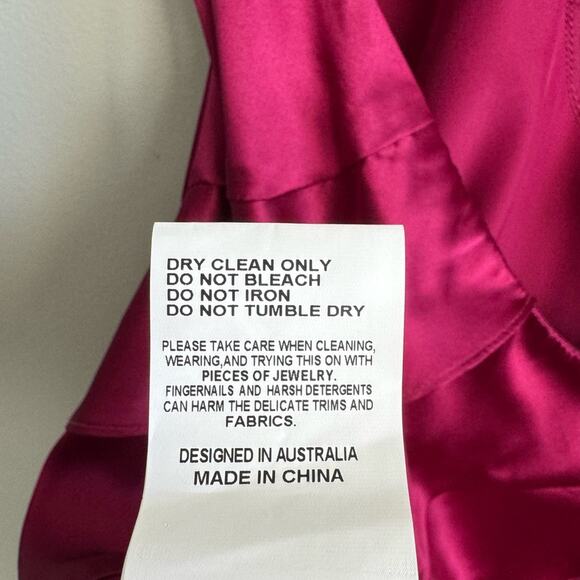 DRY CLEAN ONLY
DO NOT BLEACH
DO NOT IRON
DO NOT TUMBLE DRY
PLEASE TAKE CARE WHEN CLEANING,
WEARING,AND TRYING THIS ON WITH
PIECES OF JEWELRY.
FINGERNAILS AND HARSH DETERGENTS
CAN HARM THE DELICATE TRIMS AND
FABRICS.
DESIGNED IN AUSTRALIA
MADE IN CHINA